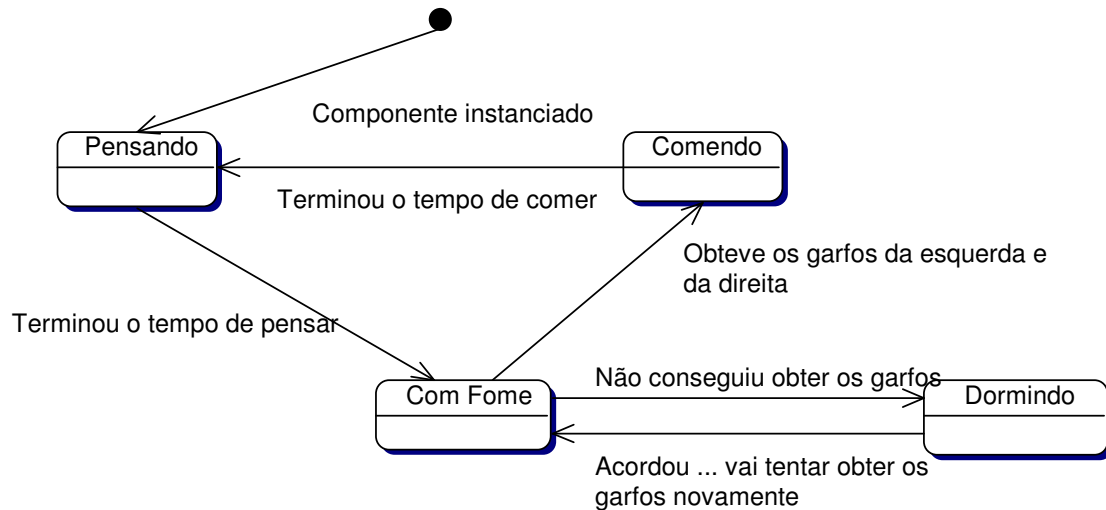 Componente instanciado
Pensando
Comendo
Terminou o tempo de comer
Obteve os garfos da esquerda e
da direita
Terminou o tempo de pensar
Não conseguiu obter os garfos
Com Fome
Dormindo
Acordou ... vai tentar obter os
garfos novamente